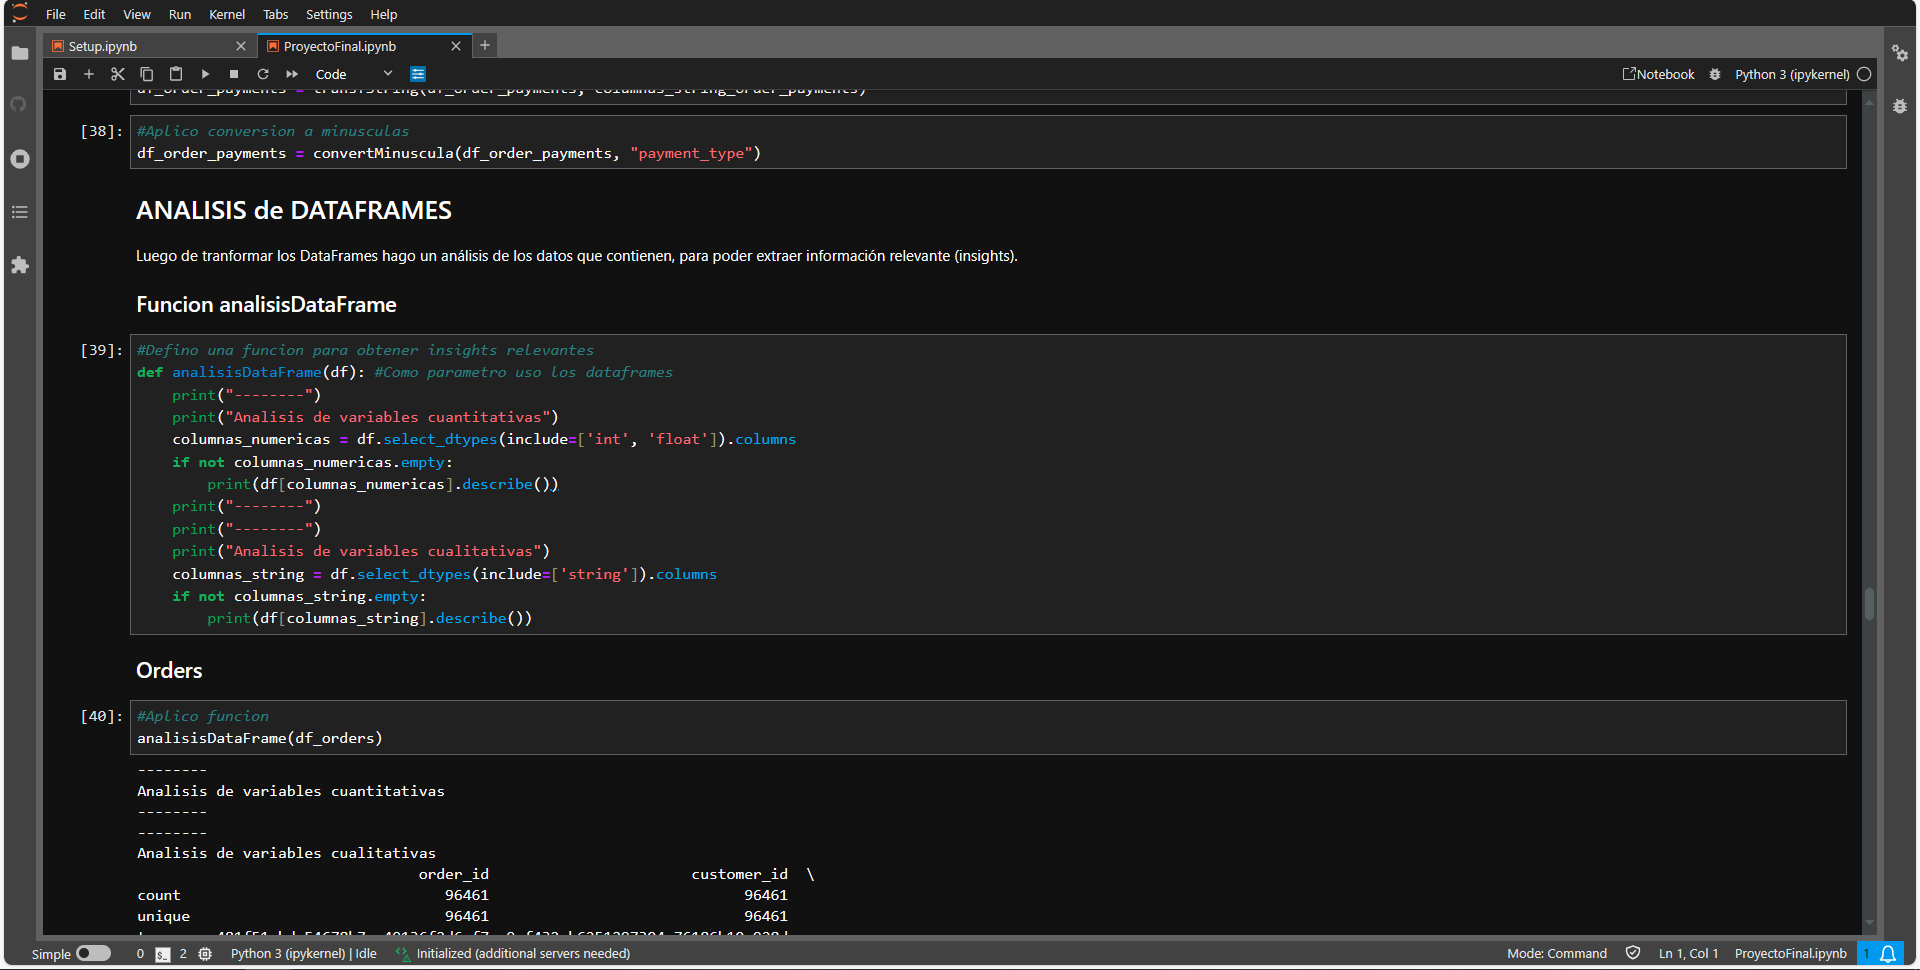 File Edit View Run Kernel Tabs Settings Help
Setup.ipynb
ProyectoFinal.ipynb
Code
Notebook
Python 3 (ipykernel)
df_order_payments = transfString(df_order_payments, columnas_string_order_payments)
[38]:
#Aplico conversion a minusculas
df_order_payments = convertMinuscula(df_order_payments, "payment_type")
ANALISIS de DATAFRAMES
Luego de tranformar los DataFrames hago un análisis de los datos que contienen, para poder extraer información relevante (insights).
Funcion analisisDataFrame
[39]:
#Defino una funcion para obtener insights relevantes
def analisisDataFrame(df): #Como parametro uso los dataframes
print("--------")
print("Analisis de variables cuantitativas")
columnas_numericas = df.select_dtypes(include=['int', 'float']).columns
if not columnas_numericas.empty:
print(df[columnas_numericas].describe())
print("--------")
print("--------")
print("Analisis de variables cualitativas")
columnas_string = df.select_dtypes(include=['string']).columns
if not columnas_string.empty:
print(df[columnas_string].describe())
Orders
[40]:
#Aplico funcion
analisisDataFrame(df_orders)
--------
Analisis de variables cuantitativas
--------
--------
Analisis de variables cualitativas
order_id customer_id \
count 96461 96461
unique 96461 96461
Simple 0 2 Python 3 (ipykernel) | Idle Initialized (additional servers needed) Mode: Command Ln 1, Col 1 ProyectoFinal.ipynb 1